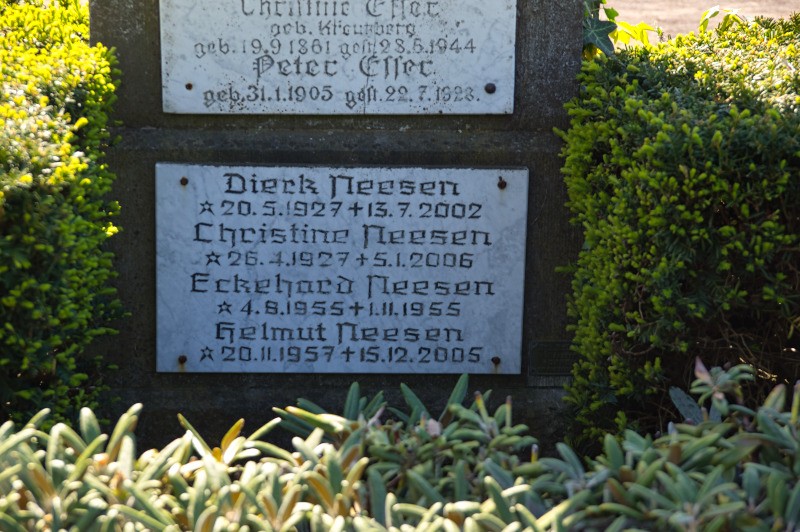 Christine Esser
geb. Kreuzberg
geb. 19.9.1861 gest. 23.6.1944
Peter Esser
geb. 31.1.1905 gest. 22.7.1928.
Dierk Neesen
☆ 20.5.1927 + 13.7.2002
Christine Neesen
☆ 26.4.1927 + 5.1.2006
Eckehard Neesen
☆ 4.8.1955 + 1.11.1955
Helmut Neesen
☆ 20.11.1957 + 15.12.2005